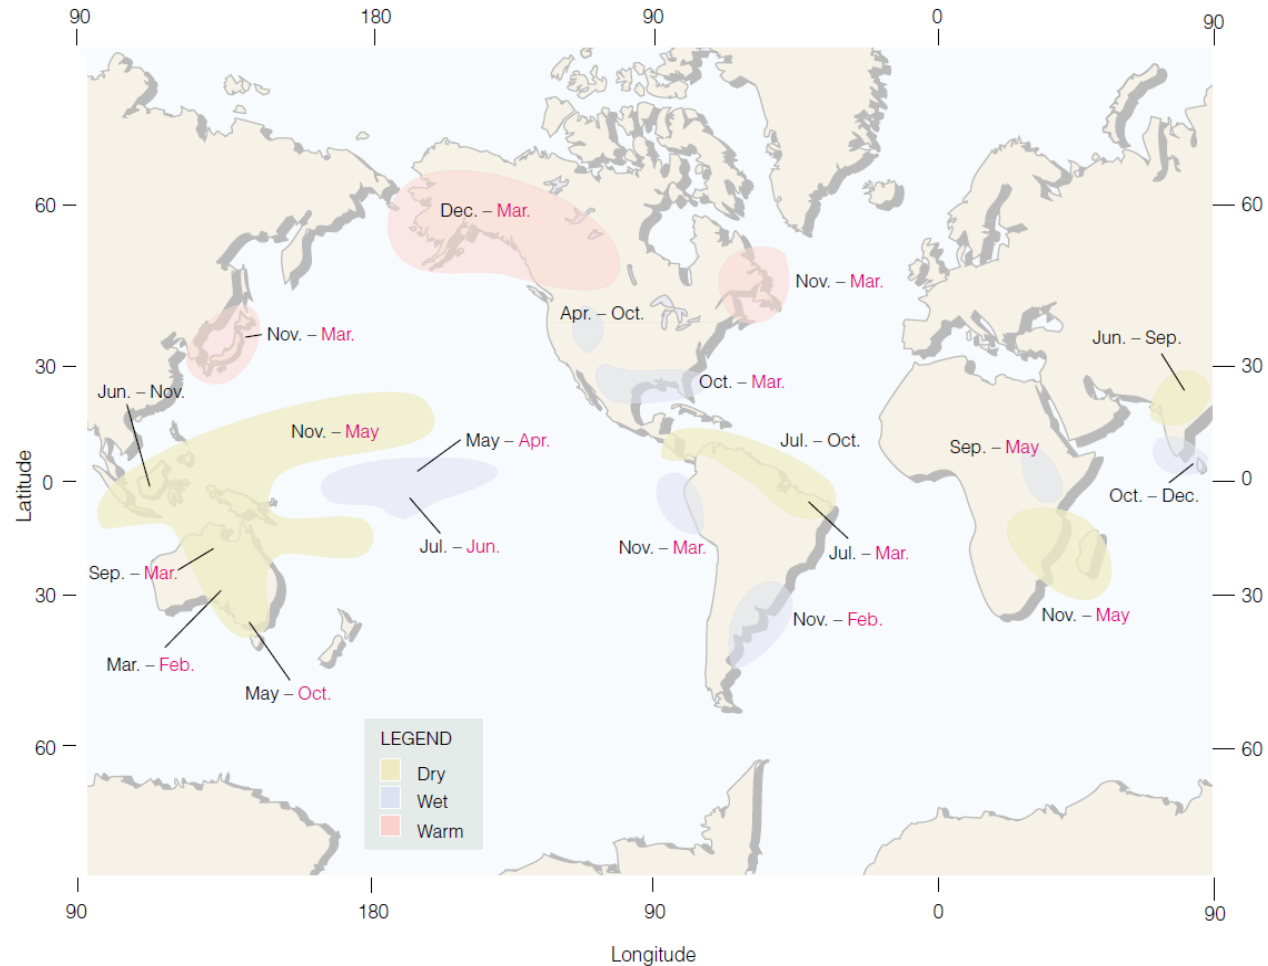 90 180 90 0 90
60 60
Dec. – Mar.
Nov. – Mar.
Apr. – Oct.
Nov. – Mar.
Jun. – Sep.
30 30
Jun. – Nov.
Oct. – Mar.
Nov. – May
May – Apr.
Jul. – Oct.
Sep. – May
Latitude
0 0
Oct. – Dec.
Jul. – Jun.
Nov. – Mar.
Jul. – Mar.
Sep. – Mar.
30 30
Nov. – May
Nov. – Feb.
Mar. – Feb.
May – Oct.
LEGEND
60 60
Dry
Wet
Warm
90 180 90 0 90
Longitude